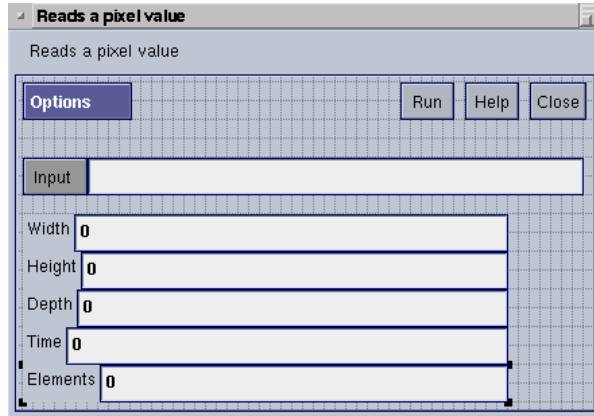 Reads a pixel value
Reads a pixel value
Options Run Help Close
Input
Width 0
Height 0
Depth 0
Time 0
Elements 0